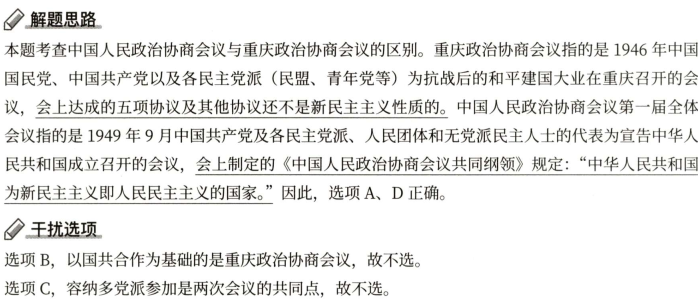 解题思路
本题考查中国人民政治协商会议与重庆政治协商会议的区别。重庆政治协商会议指的是 1946 年中国
国民党、中国共产党以及各民主党派（民盟、青年党等）为抗战后的和平建国大业在重庆召开的会
议，会上达成的五项协议及其他协议还不是新民主主义性质的。中国人民政治协商会议第一届全体
会议指的是 1949 年 9 月中国共产党及各民主党派、人民团体和无党派民主人士的代表为宣告中华人
民共和国成立召开的会议，会上制定的《中国人民政治协商会议共同纲领》规定：“中华人民共和国
为新民主主义即人民民主主义的国家。”因此，选项 A、D 正确。
干扰选项
选项 B，以国共合作为基础的是重庆政治协商会议，故不选。
选项 C，容纳多党派参加是两次会议的共同点，故不选。